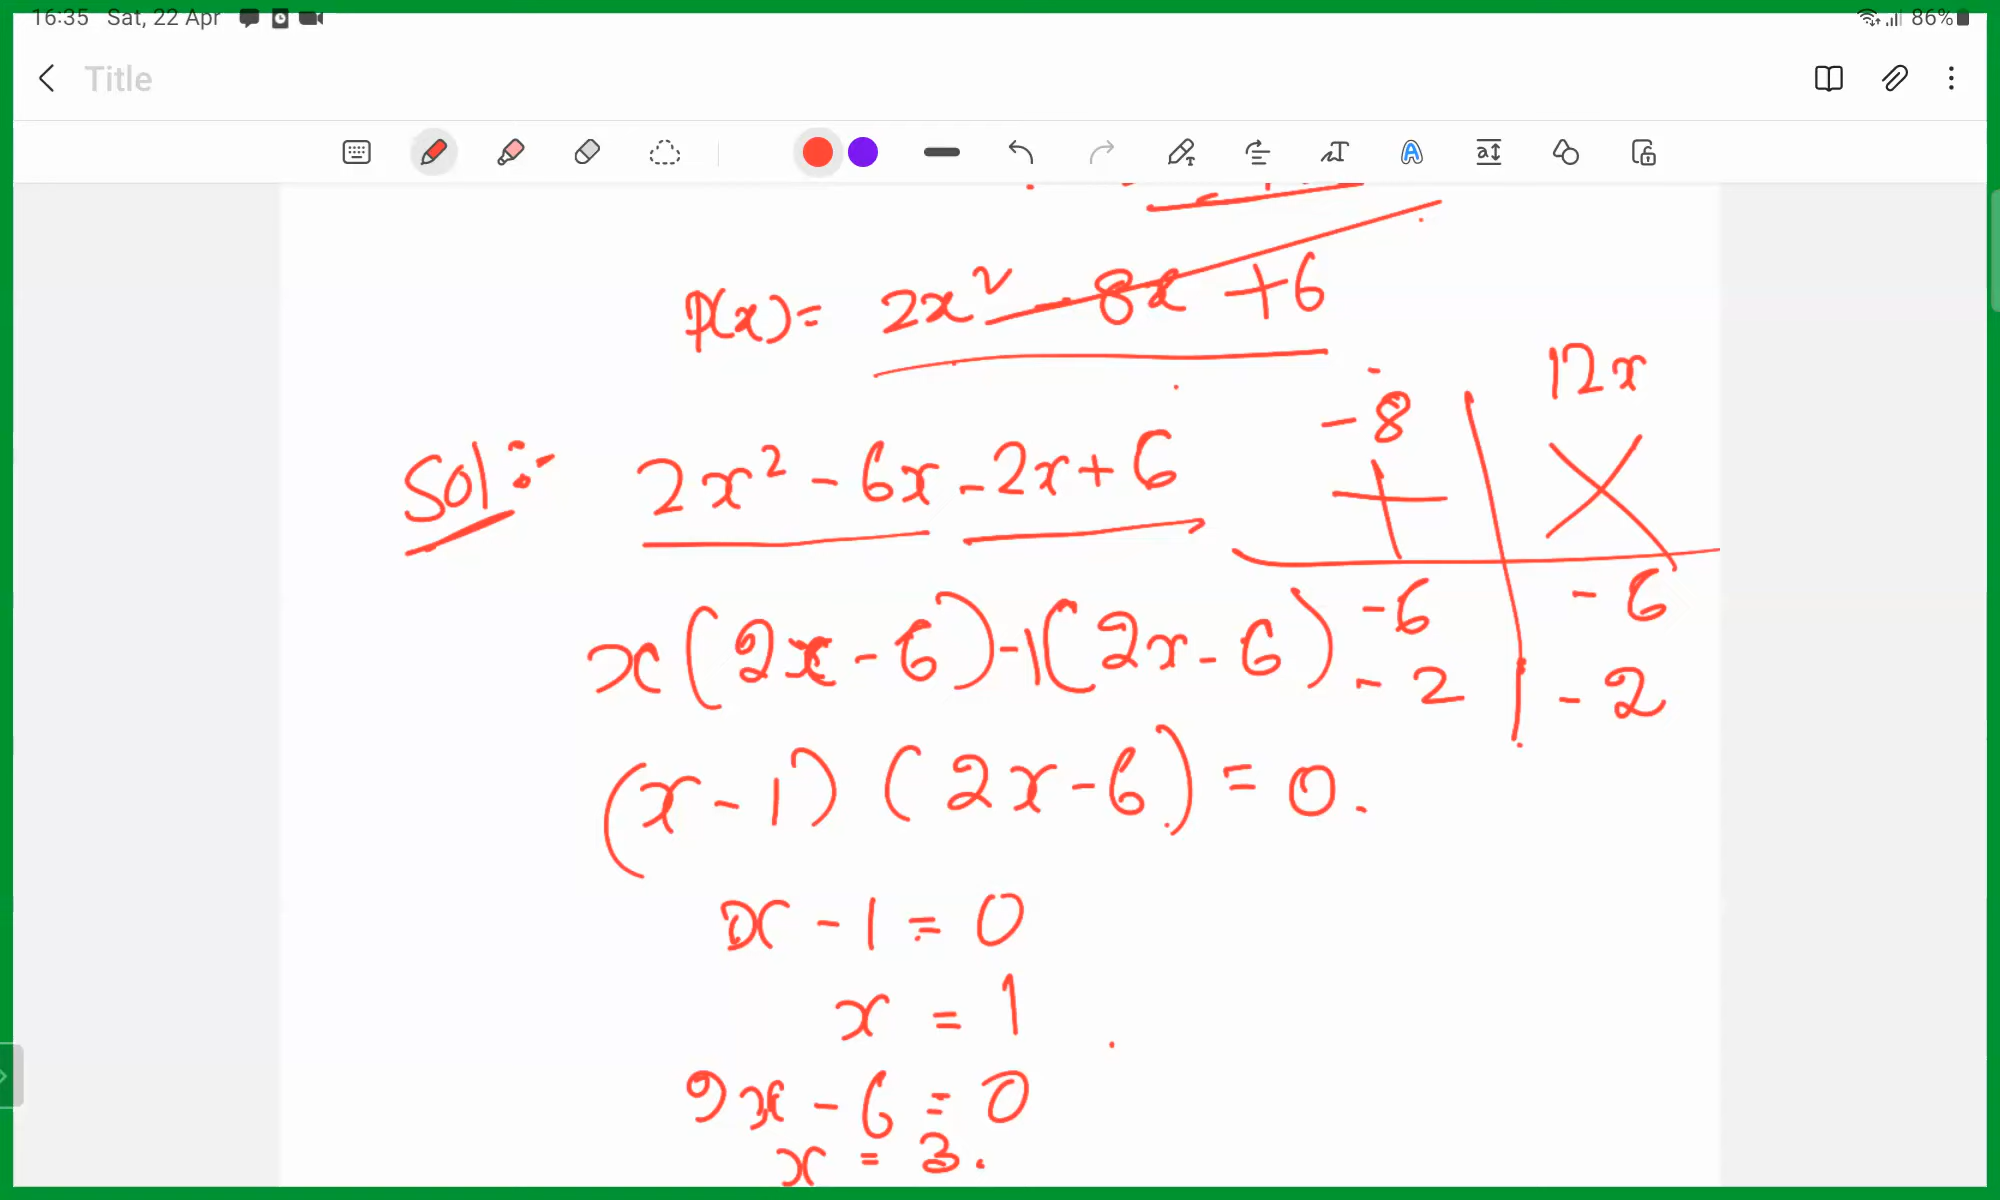 16:35 Sat, 22 Apr 86%
Title
P(x) = 2x² - 8x + 6
-8 12x
Sol:- 2x² - 6x - 2x + 6
+ ×
x(2x - 6) - 1(2x - 6) -6 -6
-2 -2
(x - 1) (2x - 6) = 0.
x - 1 = 0
x = 1
2x - 6 = 0
x = 3.